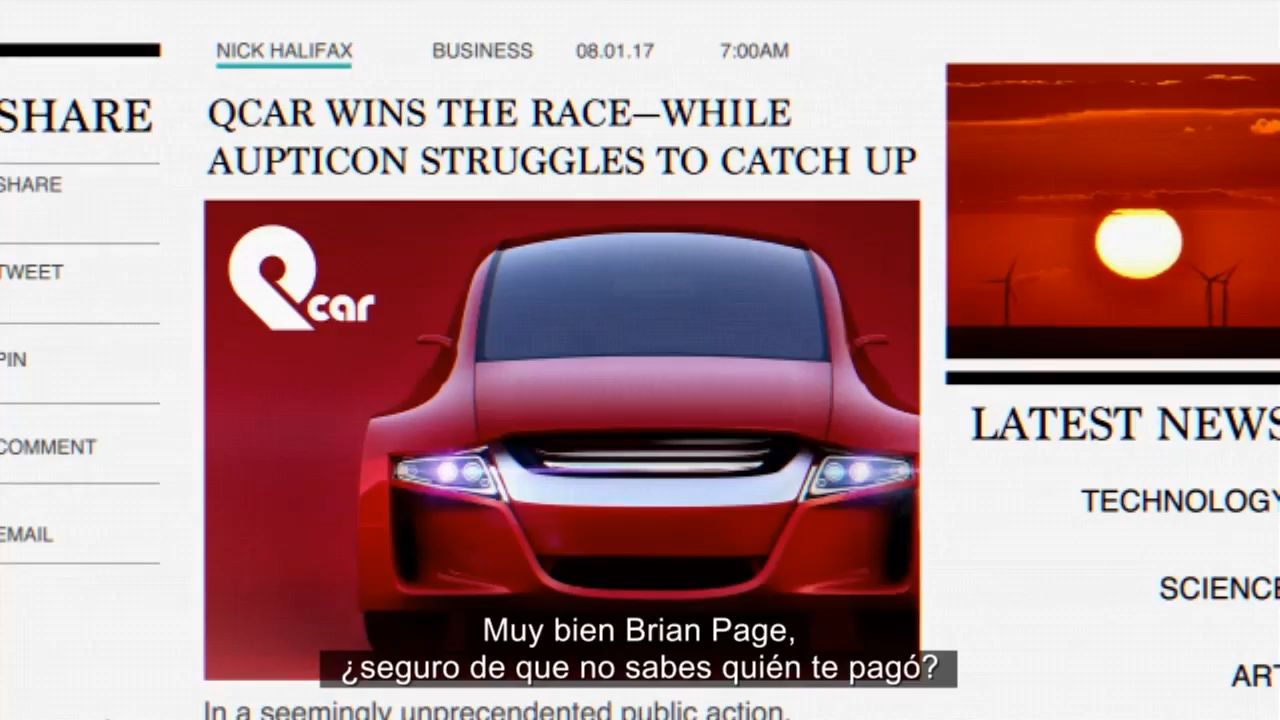 NICK HALIFAX BUSINESS 08.01.17 7:00AM
SHARE
SHARE
TWEET
PIN
COMMENT
EMAIL
QCAR WINS THE RACE—WHILE
AUPTICON STRUGGLES TO CATCH UP
Qcar
LATEST NEWS
TECHNOLOGY
SCIENCE
ART
Muy bien Brian Page,
¿seguro de que no sabes quién te pagó?
In a seemingly unprecendented public action,